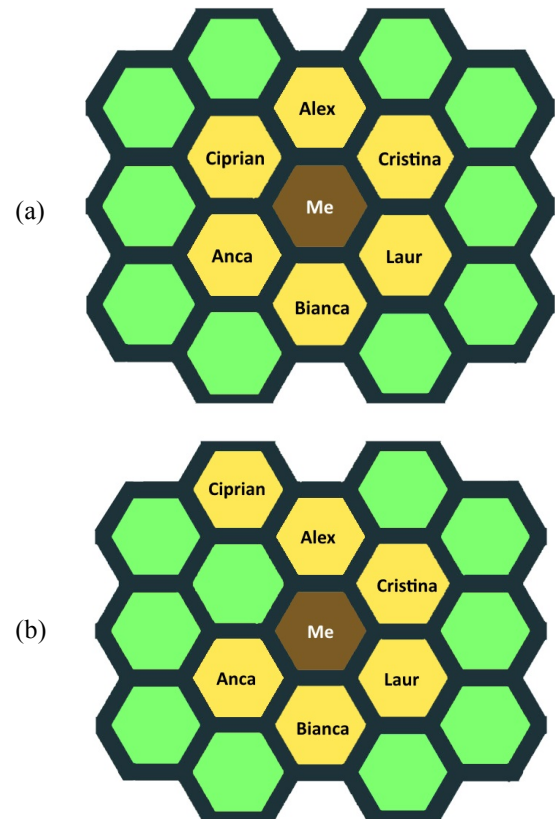 Alex
Ciprian Cristina
(a) Me
Anca Laur
Bianca
Ciprian
Alex
Cristina
(b) Me
Anca Laur
Bianca